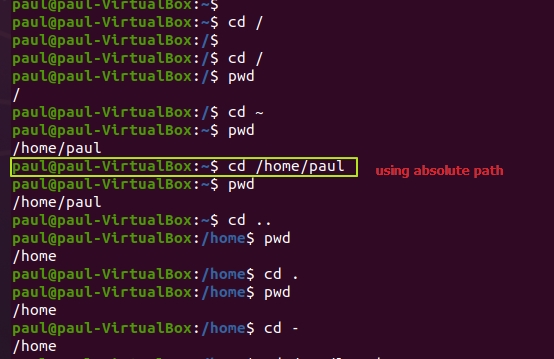 paul@paul-VirtualBox:~$
paul@paul-VirtualBox:~$ cd /
paul@paul-VirtualBox:/$
paul@paul-VirtualBox:/$ cd /
paul@paul-VirtualBox:/$ pwd
/
paul@paul-VirtualBox:/$ cd ~
paul@paul-VirtualBox:~$ pwd
/home/paul
paul@paul-VirtualBox:~$ cd /home/paul using absolute path
paul@paul-VirtualBox:~$ pwd
/home/paul
paul@paul-VirtualBox:~$ cd ..
paul@paul-VirtualBox:/home$ pwd
/home
paul@paul-VirtualBox:/home$ cd .
paul@paul-VirtualBox:/home$ pwd
/home
paul@paul-VirtualBox:/home$ cd -
/home